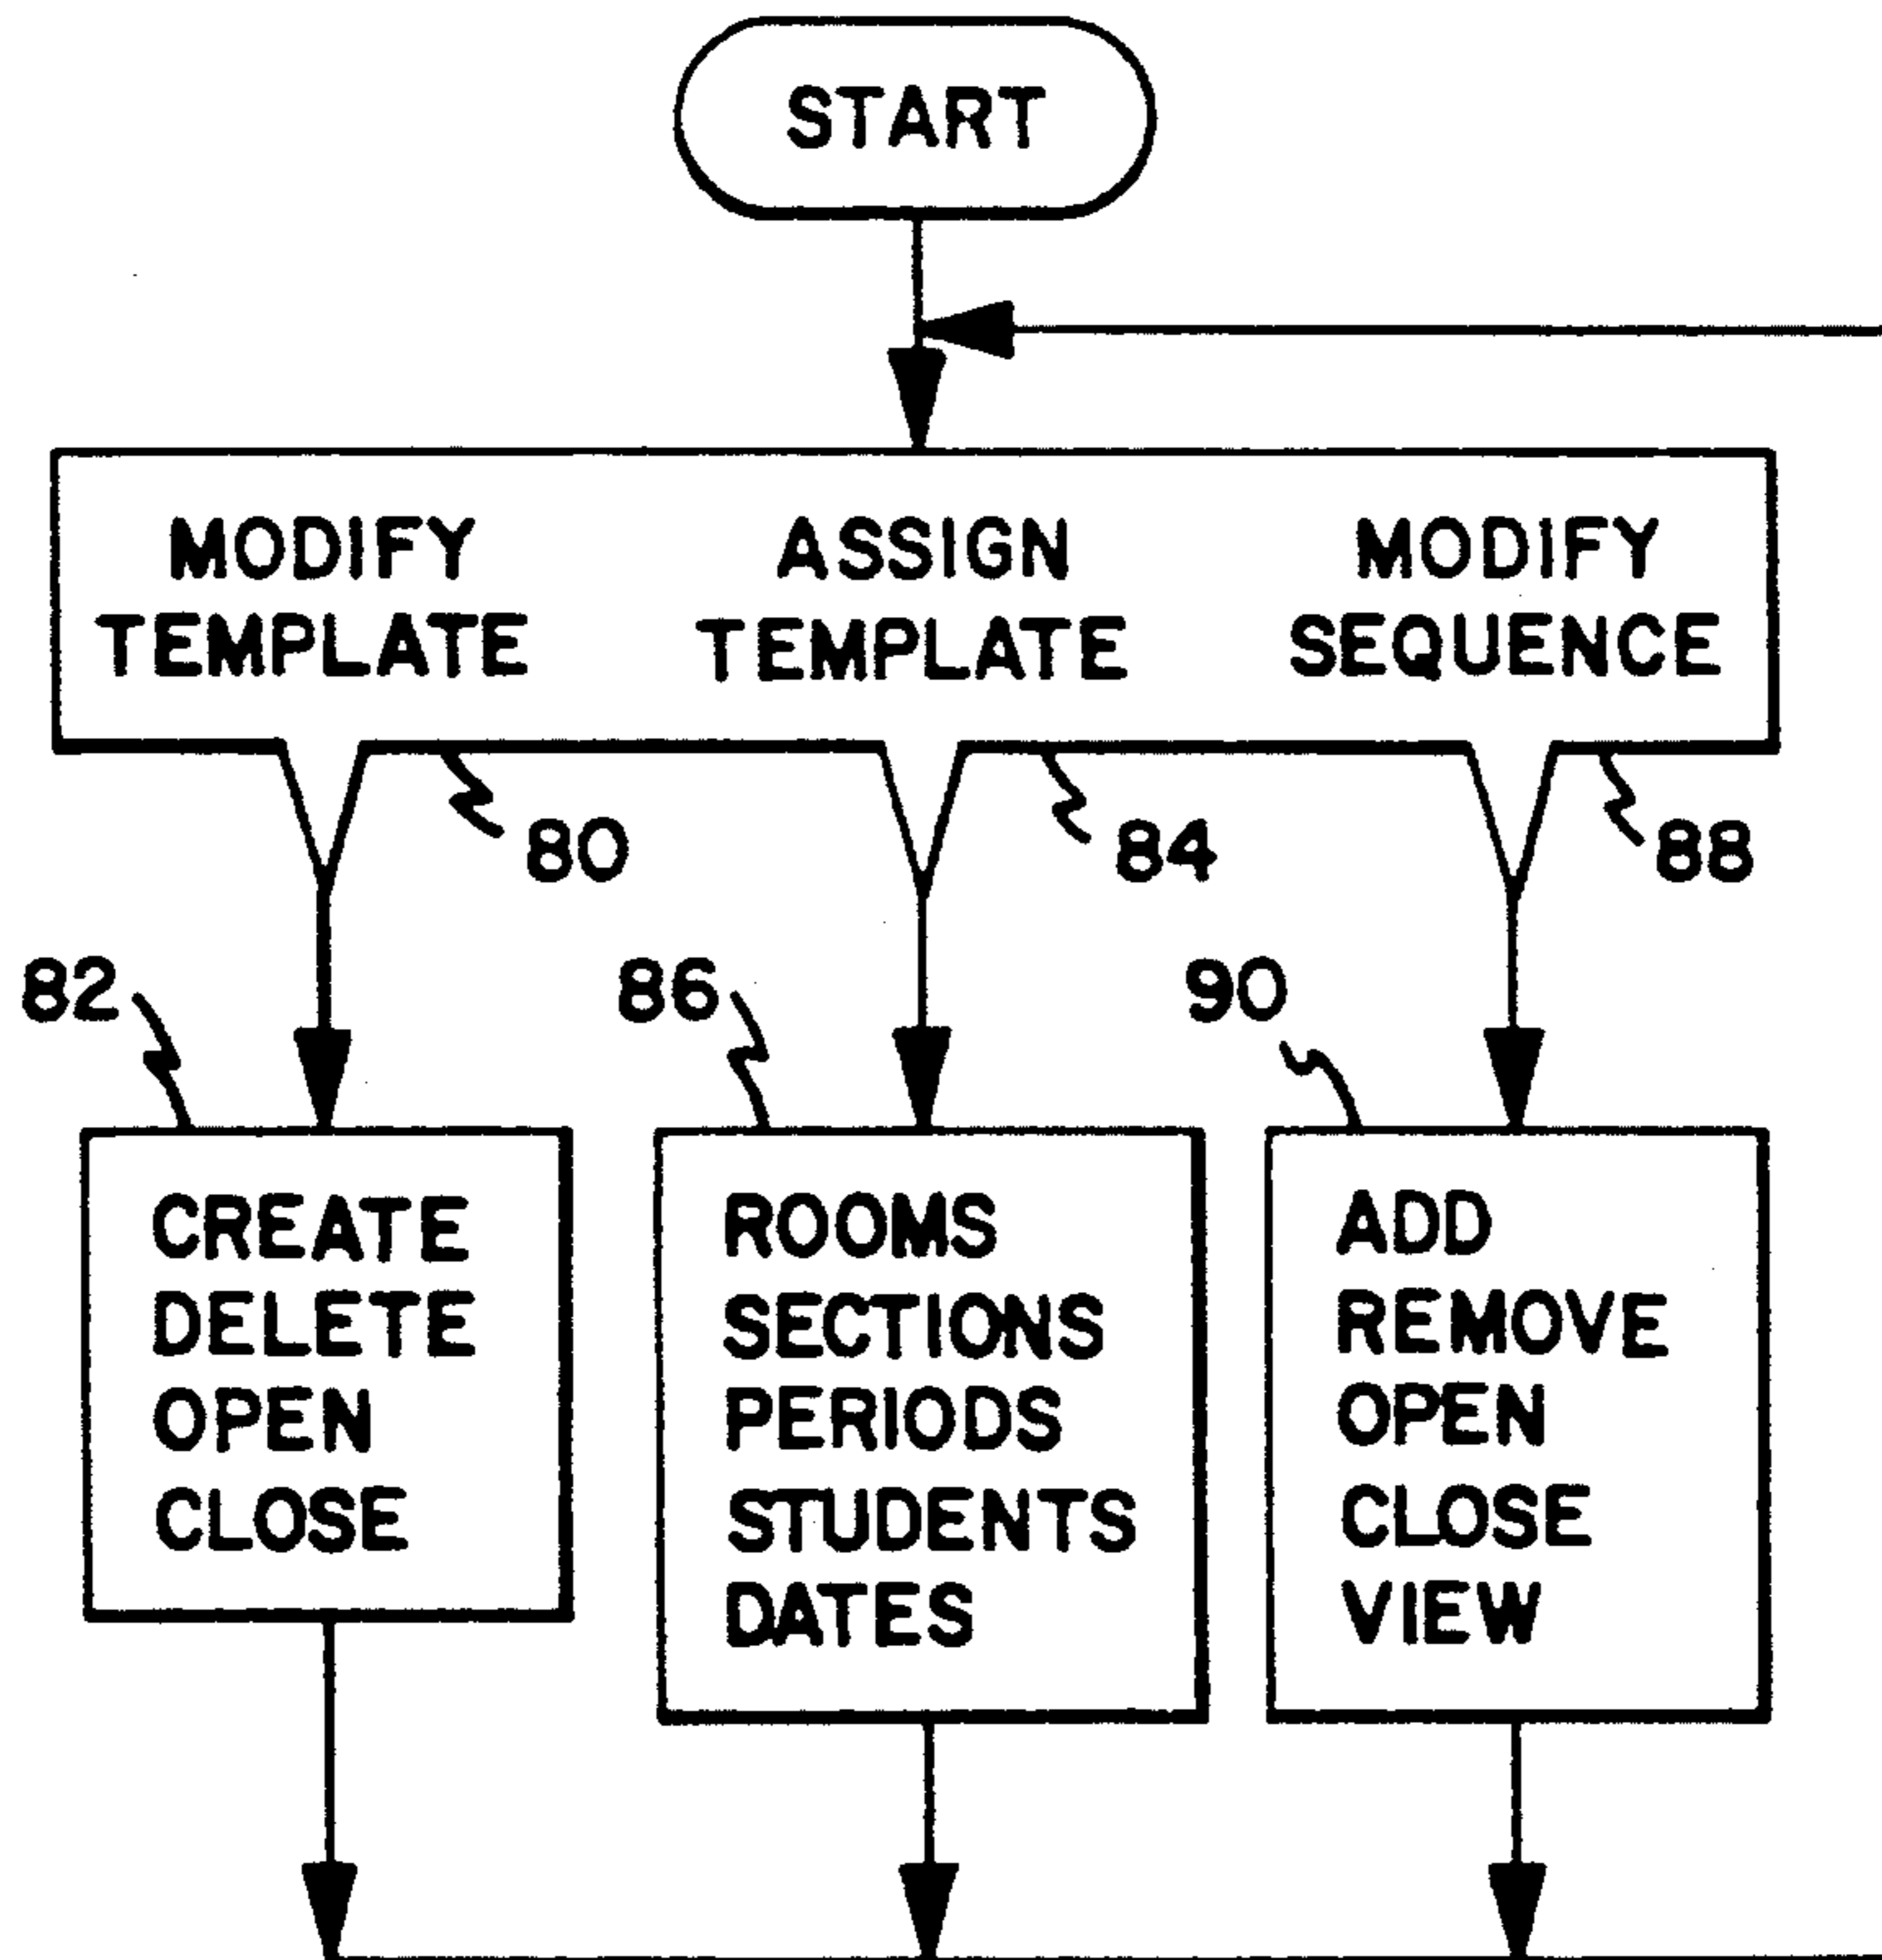 START
MODIFY TEMPLATE
ASSIGN TEMPLATE
MODIFY SEQUENCE
80
84
88
82
86
90
CREATE
DELETE
OPEN
CLOSE
ROOMS
SECTIONS
PERIODS
STUDENTS
DATES
ADD
REMOVE
OPEN
CLOSE
VIEW